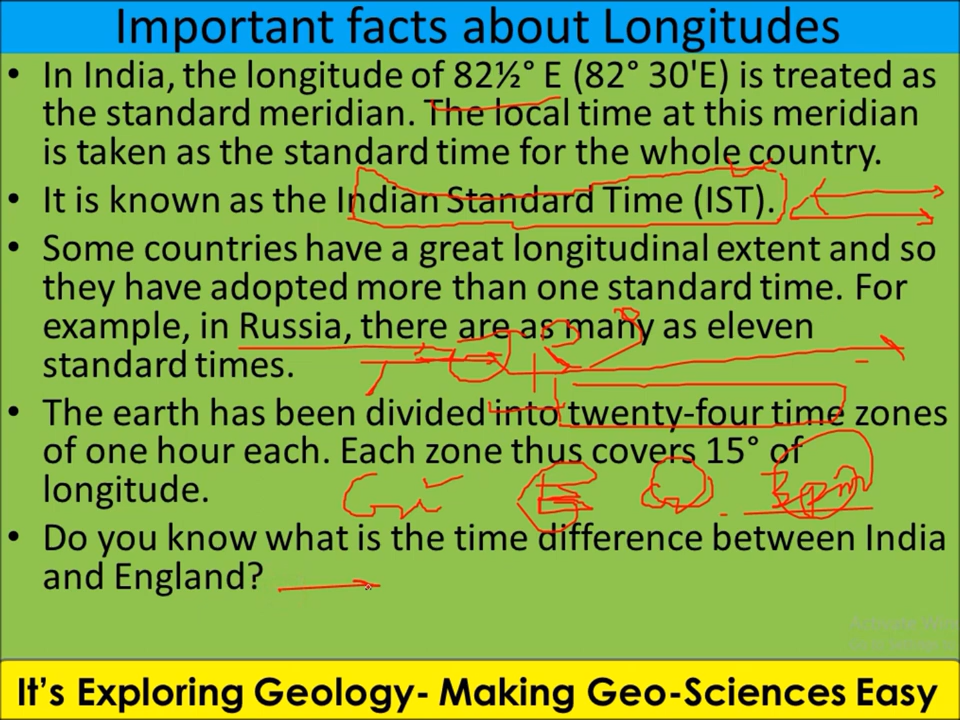 Important facts about Longitudes
• In India, the longitude of 82½° E (82° 30'E) is treated as
the standard meridian. The local time at this meridian
is taken as the standard time for the whole country.
• It is known as the Indian Standard Time (IST).
• Some countries have a great longitudinal extent and so
they have adopted more than one standard time. For
example, in Russia, there are as many as eleven
standard times.
• The earth has been divided into twenty-four time zones
of one hour each. Each zone thus covers 15° of
longitude.
• Do you know what is the time difference between India
and England?
It's Exploring Geology- Making Geo-Sciences Easy